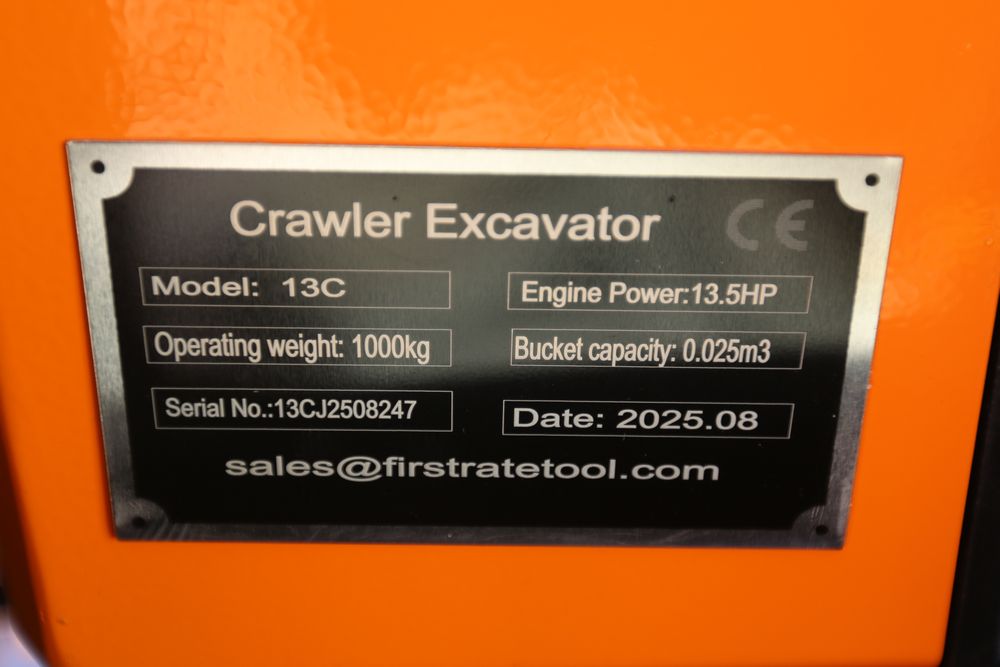 Crawler Excavator CE
Model: 13C
Engine Power:13.5HP
Operating weight: 1000kg
Bucket capacity: 0.025m3
Serial No.:13CJ2508247
Date: 2025.08
sales@firstratetool.com